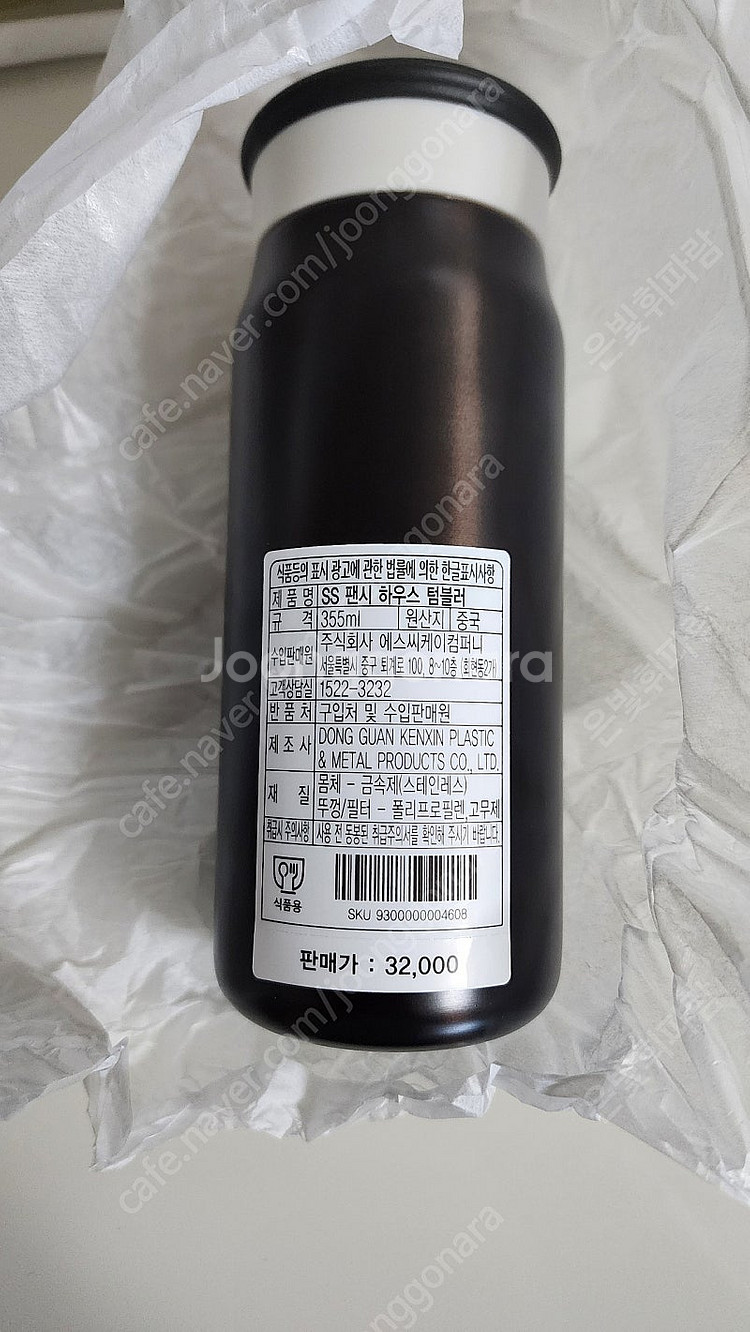 식품등의 표시 광고에 관한 법률에 의한 한글표시사항
제 품 명 SS 팬시 하우스 텀블러
규 격 355ml 원산지 중국
수입판매원 주식회사 에스씨케이컴퍼니
서울특별시 중구 퇴계로 100, 8~10층 (회현동2가)
고객상담실 1522-3232
반 품 처 구입처 및 수입판매원
제 조 사 DONG GUAN KENXIN PLASTIC
& METAL PRODUCTS CO., LTD.
재 질 몸체 - 금속제(스테인레스)
뚜껑/필터 - 폴리프로필렌,고무제
취급시 주의사항 사용 전 동봉된 취급주의서를 확인해 주시기 바랍니다.
식품용
SKU 9300000004608
판매가 : 32,000
Joonggonara
cafe.naver.com/joonggonara
은빛휘파람